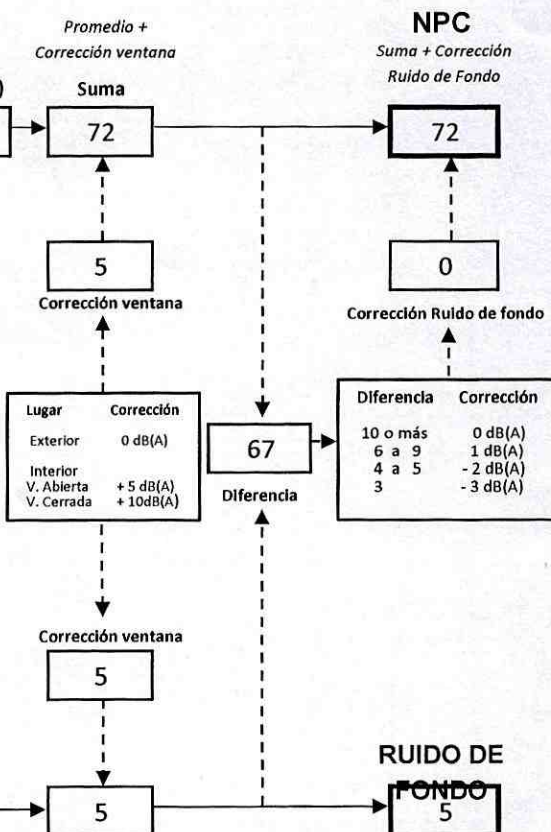 Promedio +
Corrección ventana
Suma
72
NPC
Suma + Corrección
Ruido de Fondo
72
)
5
Corrección ventana
0
Corrección Ruido de fondo
Lugar Corrección
Exterior 0 dB(A)
Interior
V. Abierta + 5 dB(A)
V. Cerrada + 10dB(A)
67
Diferencia
Diferencia Corrección
10 o más 0 dB(A)
6 a 9 1 dB(A)
4 a 5 - 2 dB(A)
3 - 3 dB(A)
Corrección ventana
5
5
RUIDO DE
FONDO
5